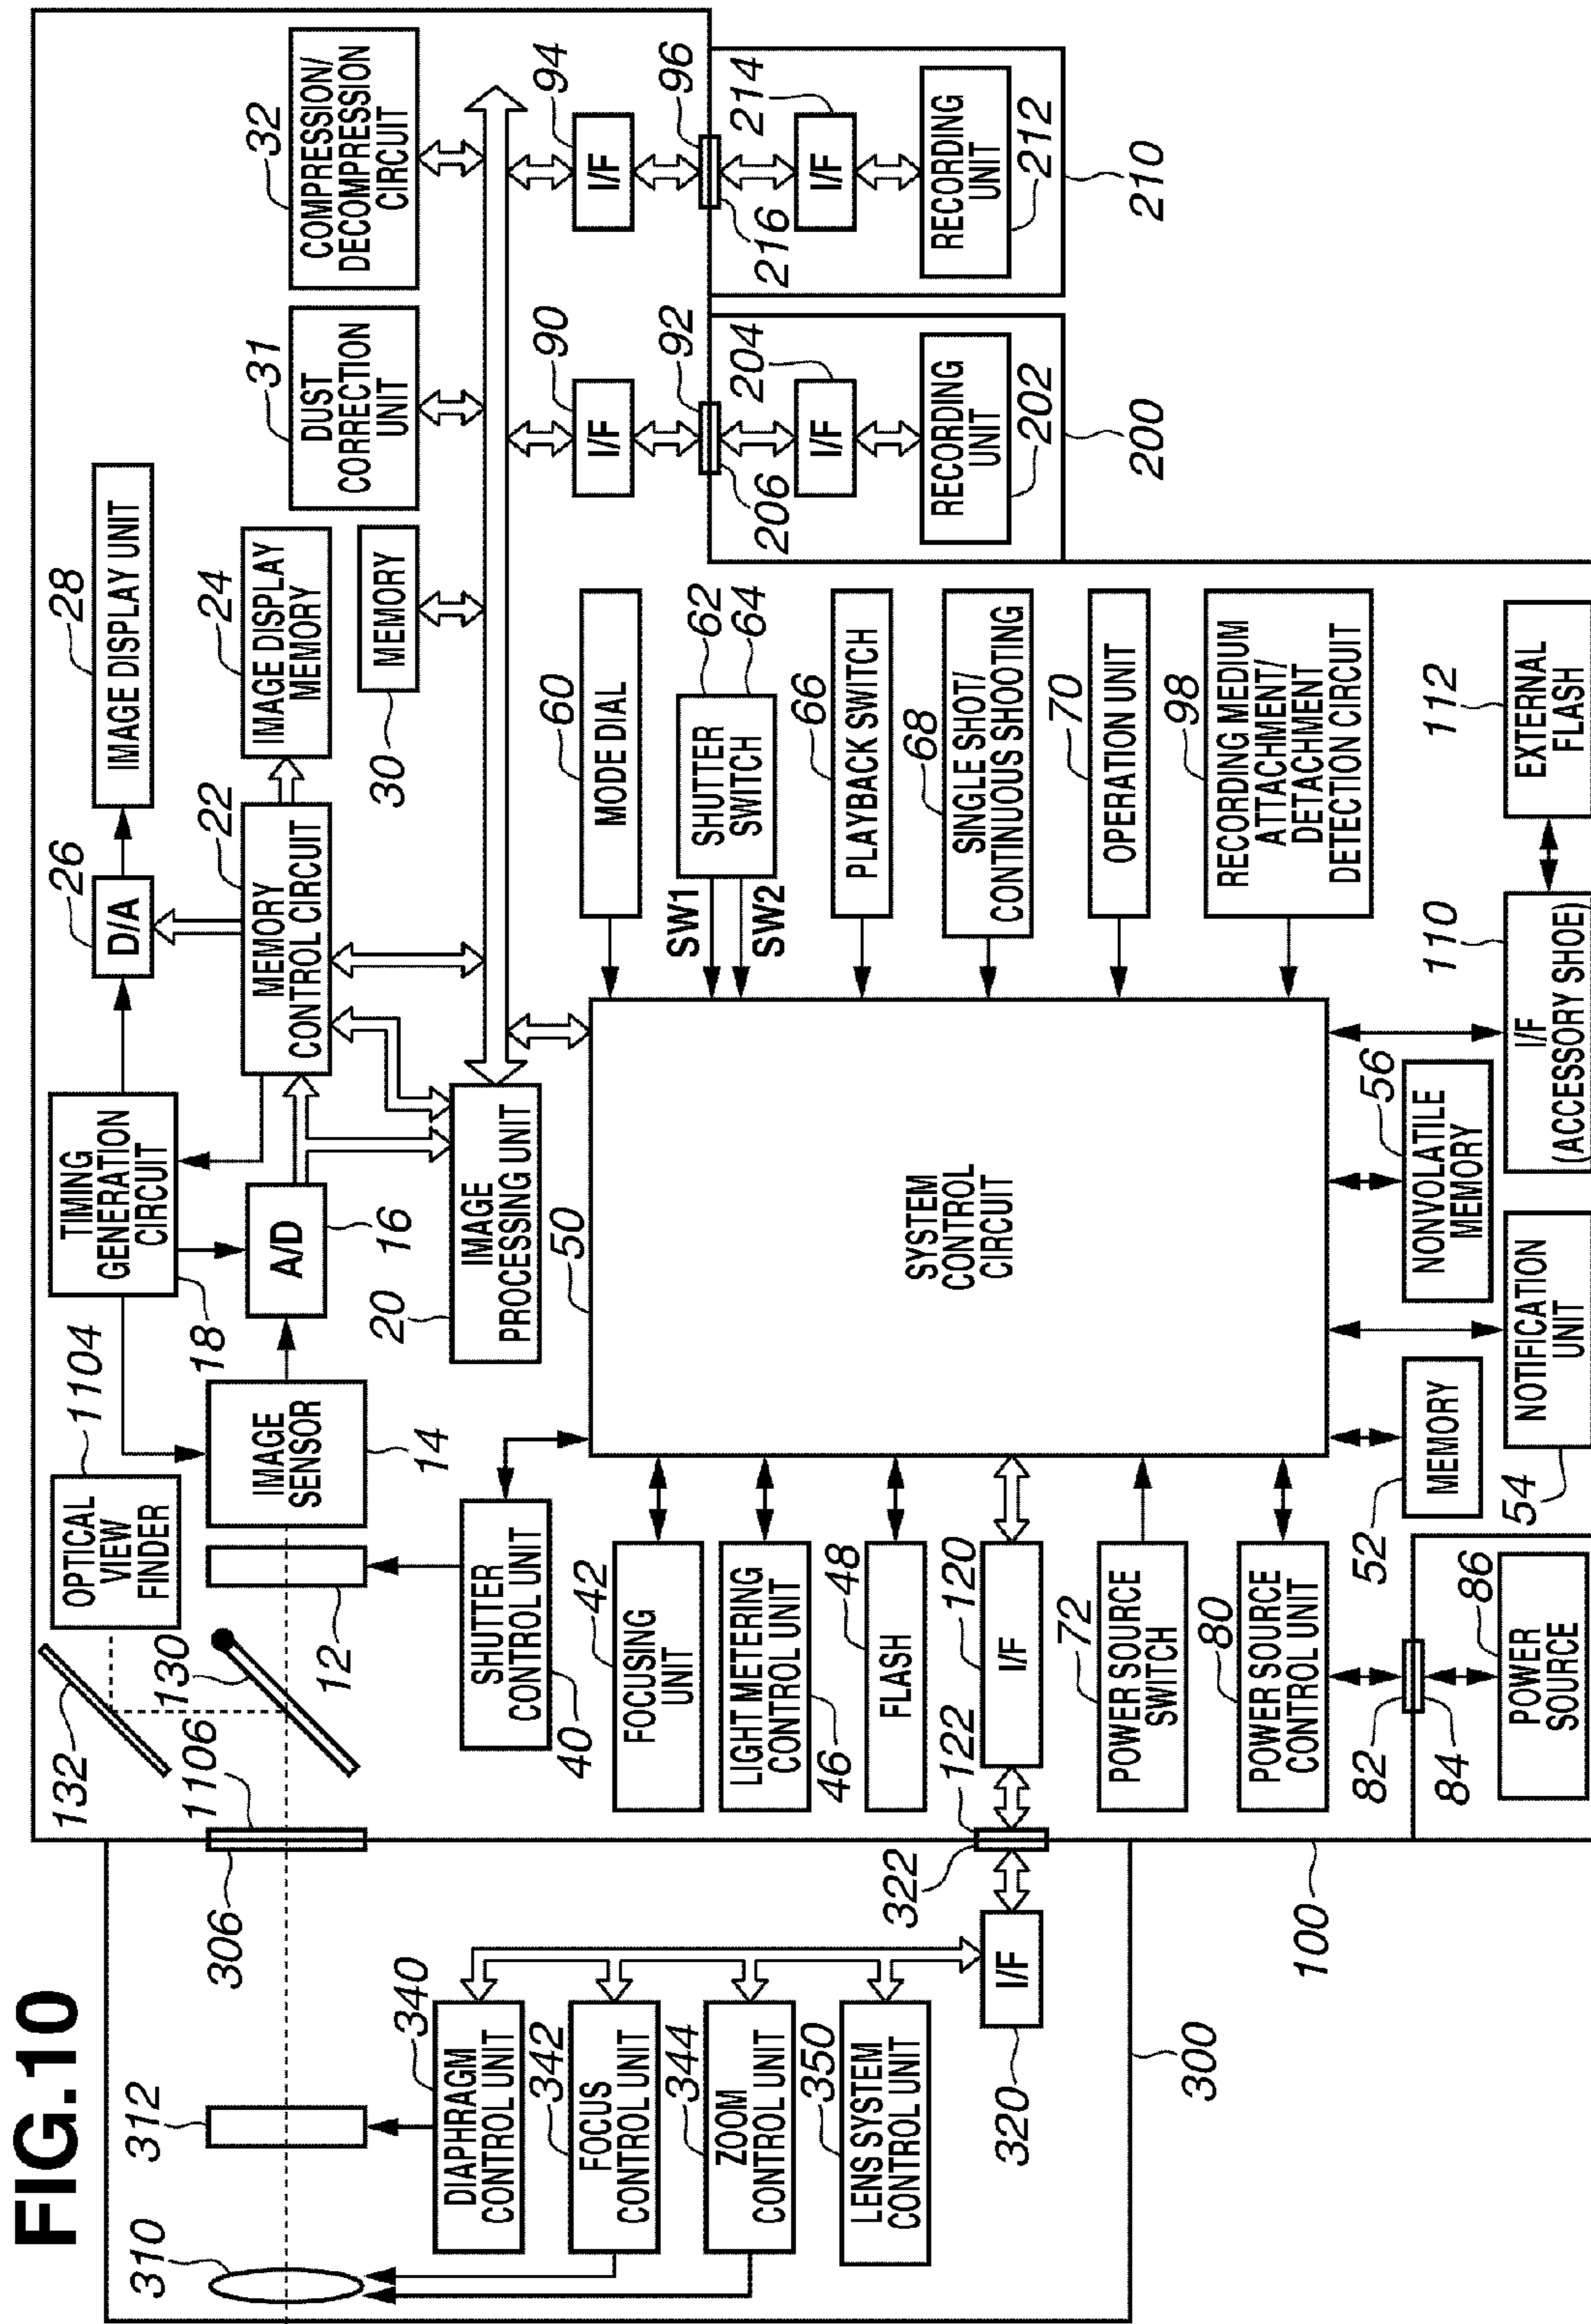 FIG.10
132
130
1104
OPTICAL
VIEW
FINDER
18
TIMING
GENERATION
CIRCUIT
26
D/A
28
IMAGE DISPLAY UNIT
310
312
306
1106
12
IMAGE
SENSOR
14
A/D
16
22
MEMORY
CONTROL CIRCUIT
24
IMAGE DISPLAY
MEMORY
30
MEMORY
31
DUST
CORRECTION
UNIT
32
COMPRESSION/
DECOMPRESSION
CIRCUIT
20
IMAGE
PROCESSING UNIT
340
DIAPHRAGM
CONTROL UNIT
342
FOCUS
CONTROL UNIT
344
ZOOM
CONTROL UNIT
350
LENS SYSTEM
CONTROL UNIT
320
I/F
322
122
300
100
40
SHUTTER
CONTROL UNIT
42
FOCUSING
UNIT
46
LIGHT METERING
CONTROL UNIT
48
FLASH
120
I/F
72
POWER SOURCE
SWITCH
80
POWER SOURCE
CONTROL UNIT
82
84
86
POWER
SOURCE
50
SYSTEM
CONTROL
CIRCUIT
52
MEMORY
54
NOTIFICATION
UNIT
56
NONVOLATILE
MEMORY
110
I/F
(ACCESSORY SHOE)
112
EXTERNAL
FLASH
60
MODE DIAL
62
64
SHUTTER
SWITCH
SW1
SW2
66
PLAYBACK SWITCH
68
SINGLE SHOT/
CONTINUOUS SHOOTING
70
OPERATION UNIT
98
RECORDING MEDIUM
ATTACHMENT/
DETACHMENT
DETECTION CIRCUIT
90
I/F
92
206
204
I/F
RECORDING
UNIT
202
200
94
I/F
96
216
214
I/F
RECORDING
UNIT
212
210